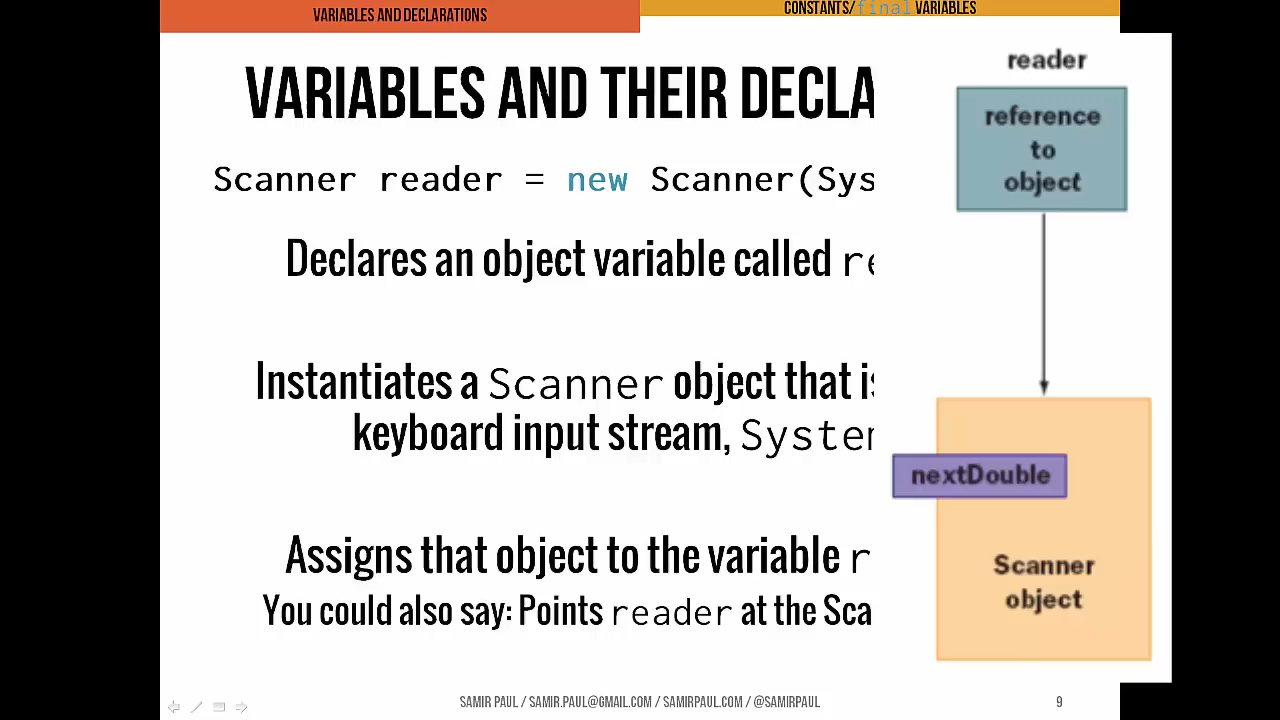 VARIABLES AND DECLARATIONS
CONSTANTS/final VARIABLES
VARIABLES AND THEIR DECLA
Scanner reader = new Scanner(Sys
Declares an object variable called re
Instantiates a Scanner object that is
keyboard input stream, System
Assigns that object to the variable r
You could also say: Points reader at the Sca
reader
reference
to
object
nextDouble
Scanner
object
SAMIR PAUL / SAMIR.PAUL@GMAIL.COM / SAMIRPAUL.COM / @SAMIRPAUL
9